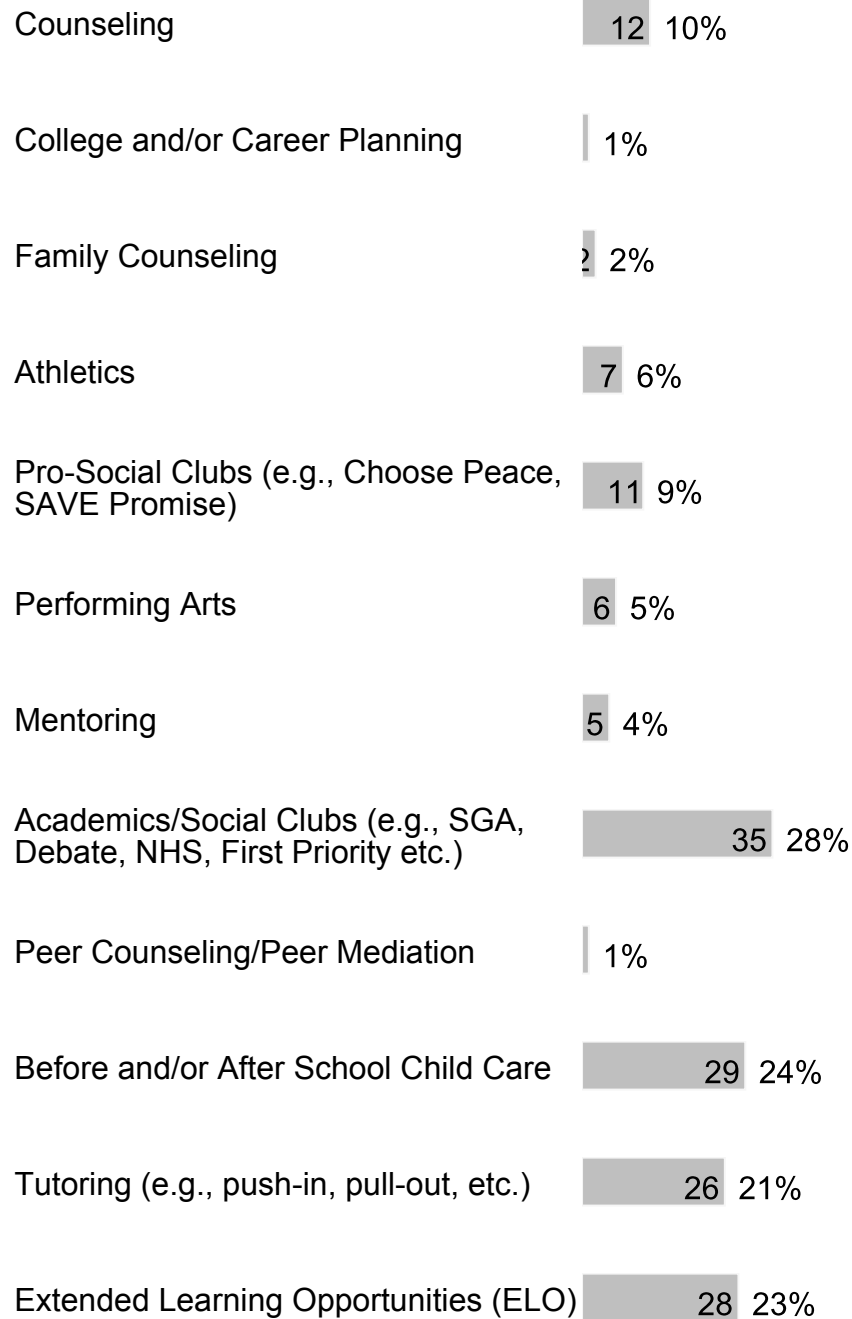 Counseling 12 10%
College and/or Career Planning 1%
Family Counseling 2 2%
Athletics 7 6%
Pro-Social Clubs (e.g., Choose Peace,
SAVE Promise) 11 9%
Performing Arts 6 5%
Mentoring 5 4%
Academics/Social Clubs (e.g., SGA,
Debate, NHS, First Priority etc.) 35 28%
Peer Counseling/Peer Mediation 1%
Before and/or After School Child Care 29 24%
Tutoring (e.g., push-in, pull-out, etc.) 26 21%
Extended Learning Opportunities (ELO) 28 23%